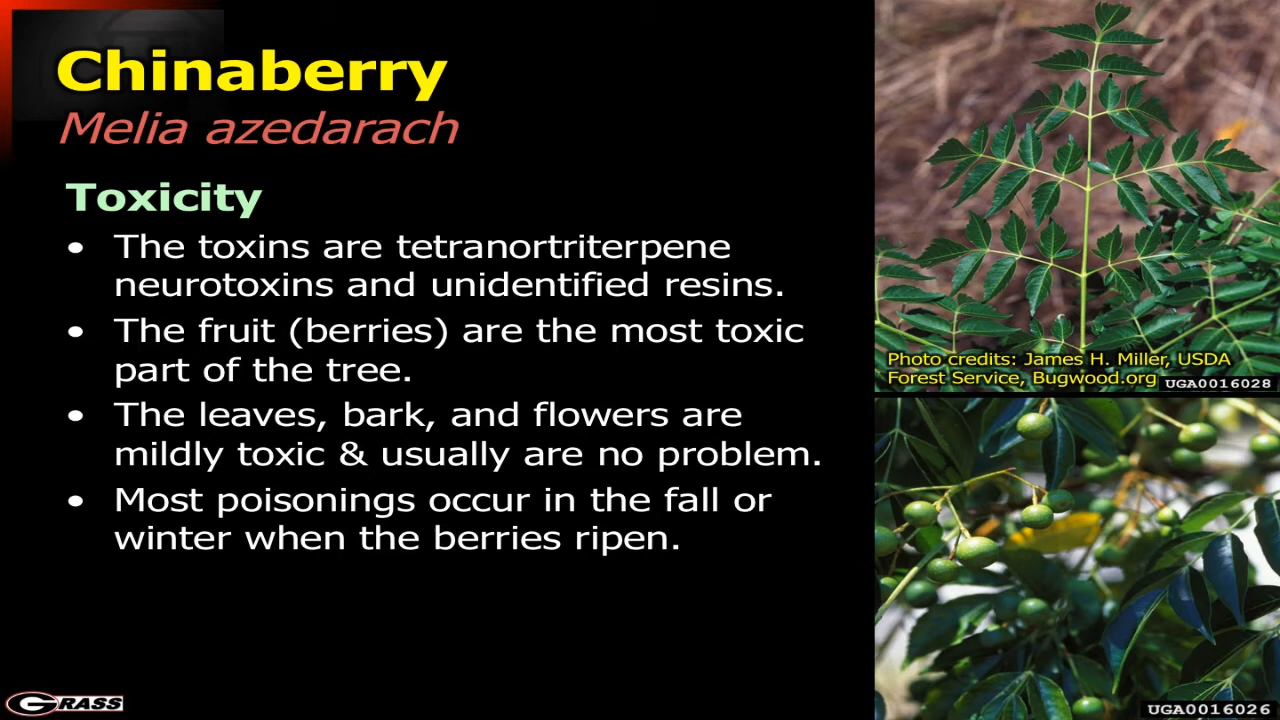 Chinaberry
Melia azedarach
Toxicity
• The toxins are tetranortriterpene
neurotoxins and unidentified resins.
• The fruit (berries) are the most toxic
part of the tree.
• The leaves, bark, and flowers are
mildly toxic & usually are no problem.
• Most poisonings occur in the fall or
winter when the berries ripen.
Photo credits: James H. Miller, USDA
Forest Service, Bugwood.org
UGA0016028
UGA0016026
GRASS